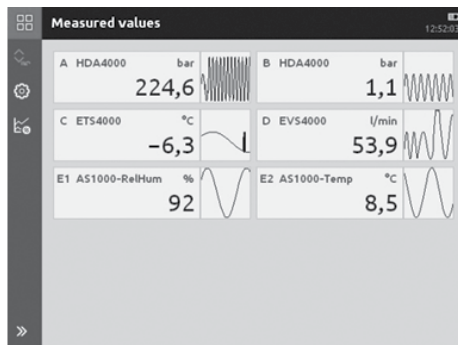 Measured values
12:52:03
A HDA4000 bar
224,6
B HDA4000 bar
1,1
C ETS4000 °C
−6,3
D EVS4000 l/min
53,9
E1 AS1000-RelHum %
92
E2 AS1000-Temp °C
8,5